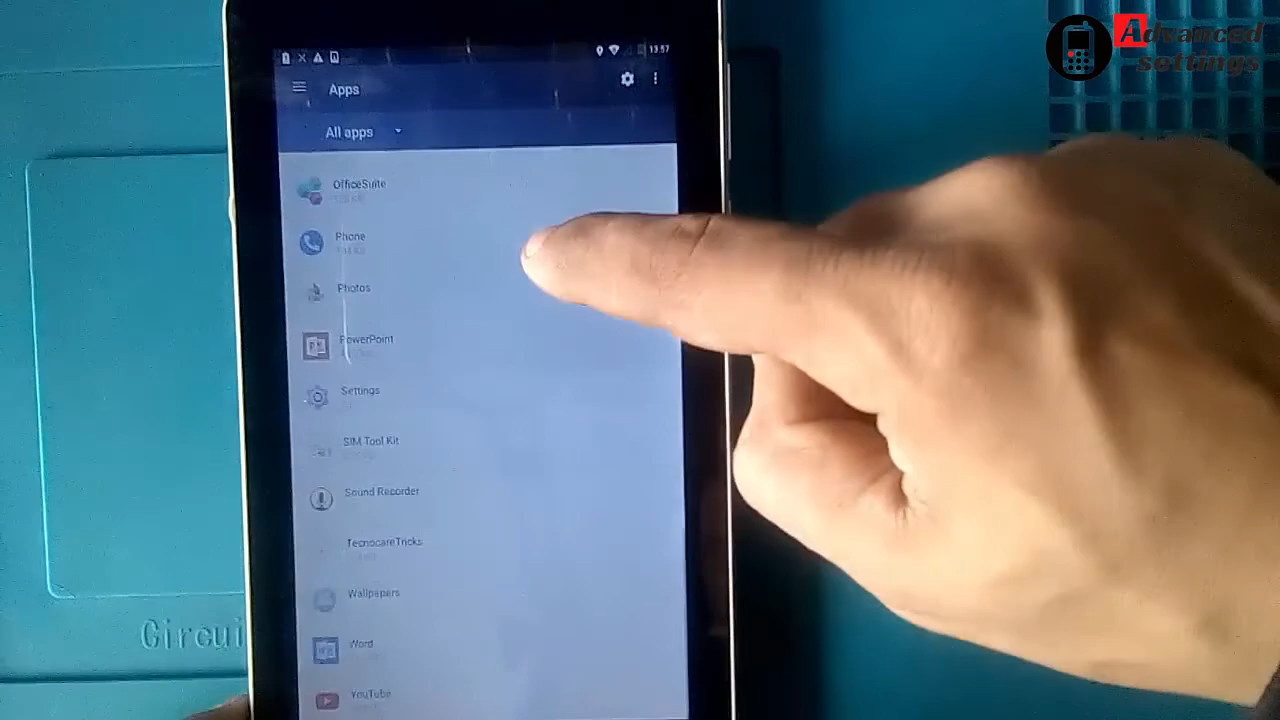 Advanced
settings
13:57
Apps
All apps
OfficeSuite
Phone
Photos
PowerPoint
Settings
SIM Tool Kit
Sound Recorder
TecnocareTricks
Wallpapers
Word
YouTube
Circui